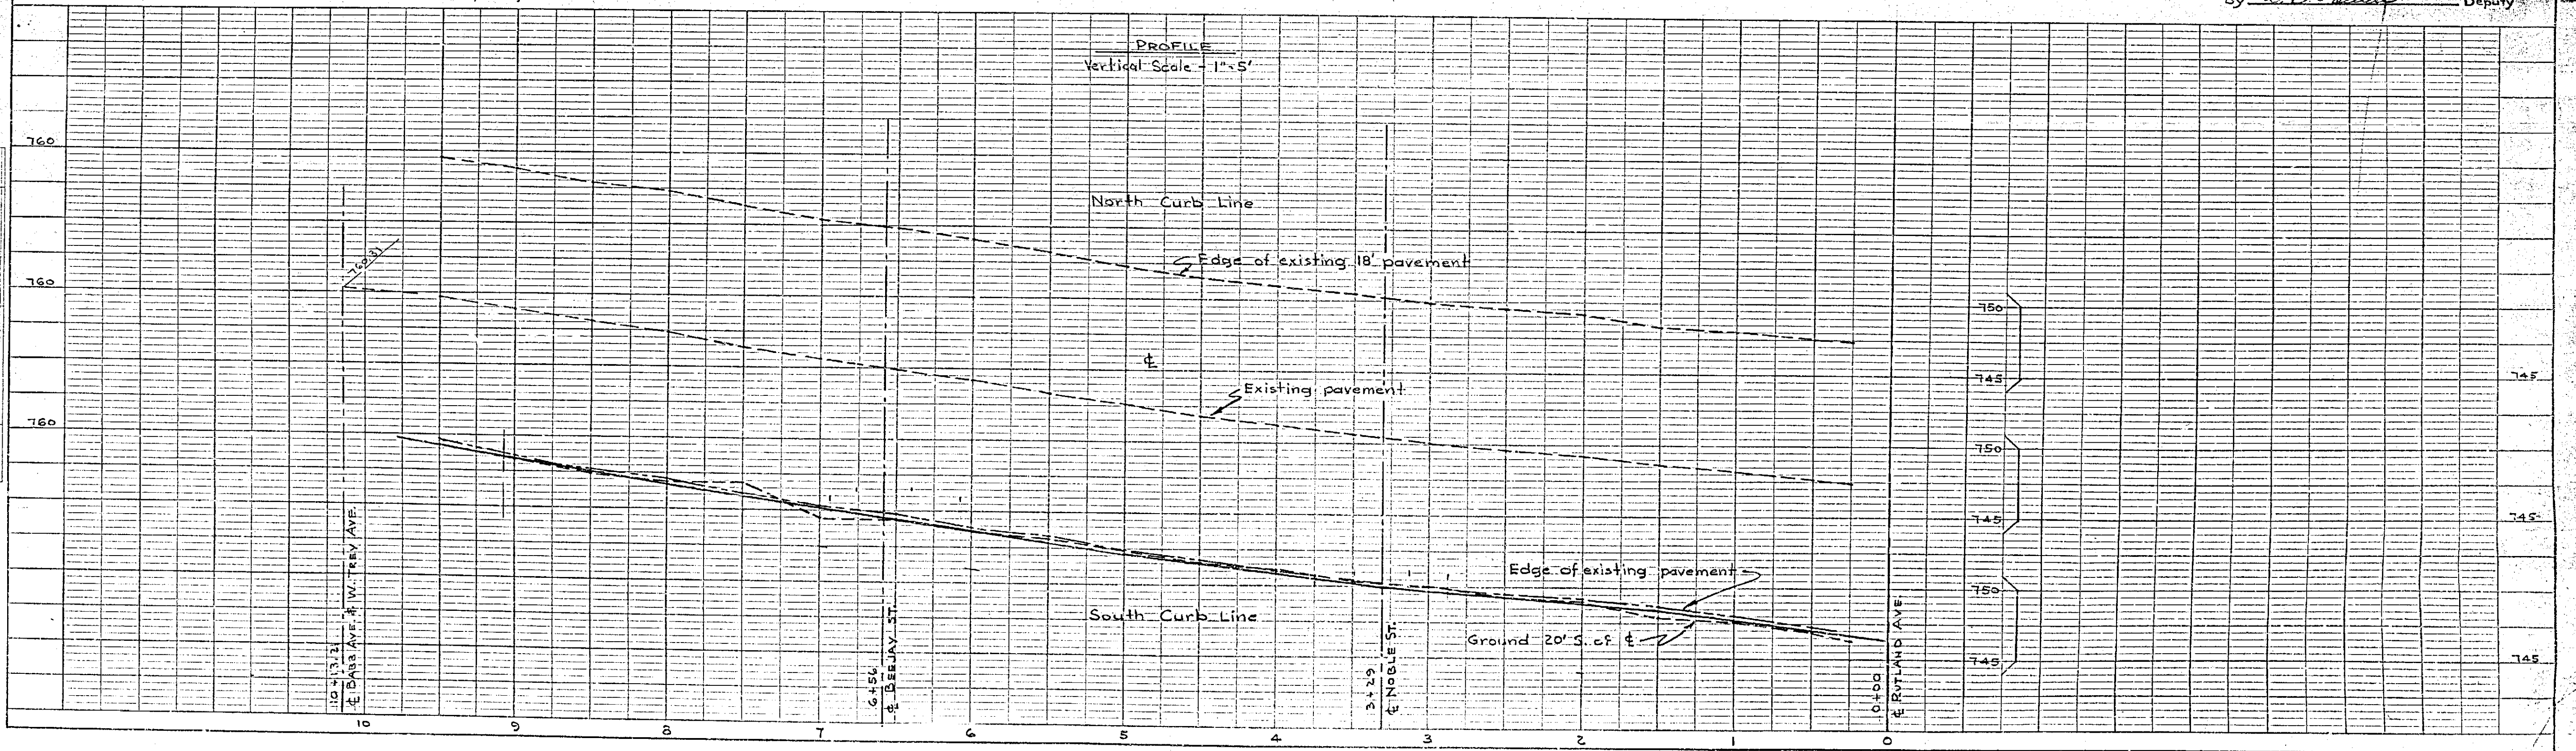 By Deputy
PROFILE
Vertical Scale - 1"=5'
760
North Curb Line
760.31
Edge of existing 18' pavement
760
750
℄
745
745
Existing pavement
760
750
745
745
Edge of existing pavement
750
South Curb Line
Ground 20' S. of ℄
745
745
℄ BABB AVE. & W. TREY AVE.
6+56
℄ BEEJAY ST.
3+29
℄ NOBLE ST.
0+00
℄ RUTLAND AVE.
10 9 8 7 6 5 4 3 2 1 0